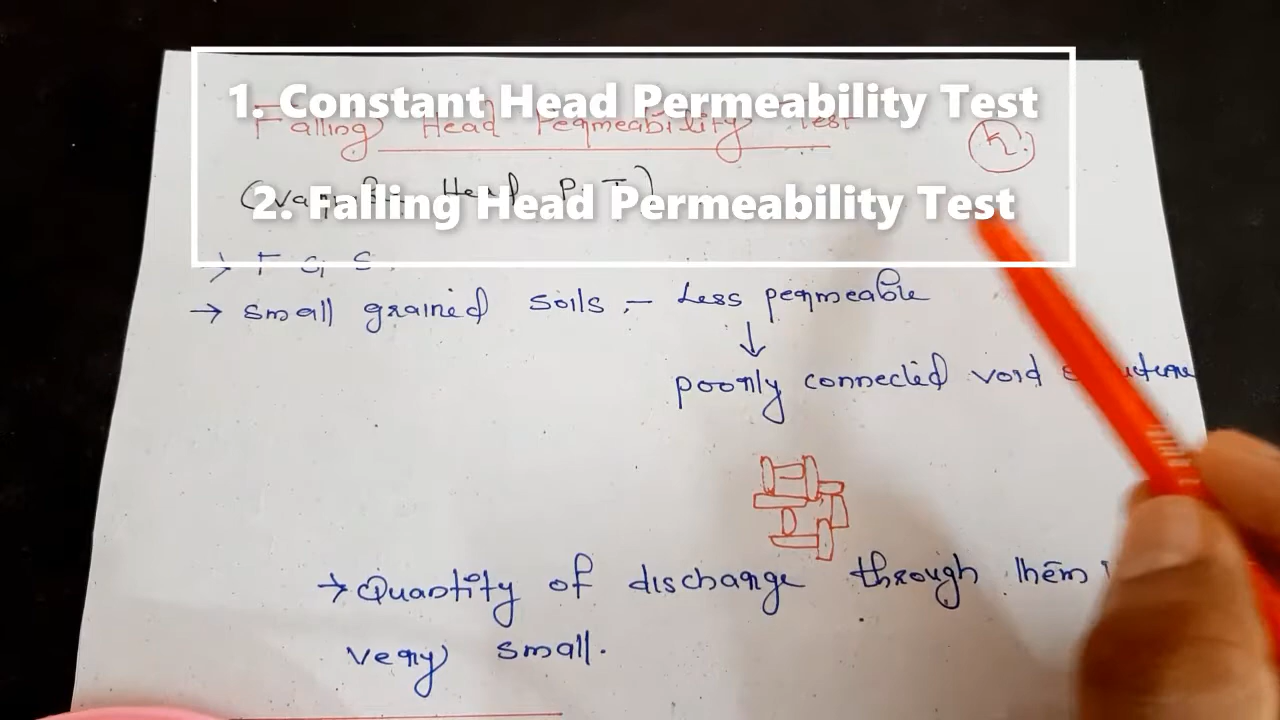 1. Constant Head Permeability Test
Falling Head Permeability Test
k
2. Falling Head Permeability Test
Head P. T)
→ F G S.
→ small grained soils :- Less permeable
↓
poorly connected void
→ Quantity of discharge through them
very small.